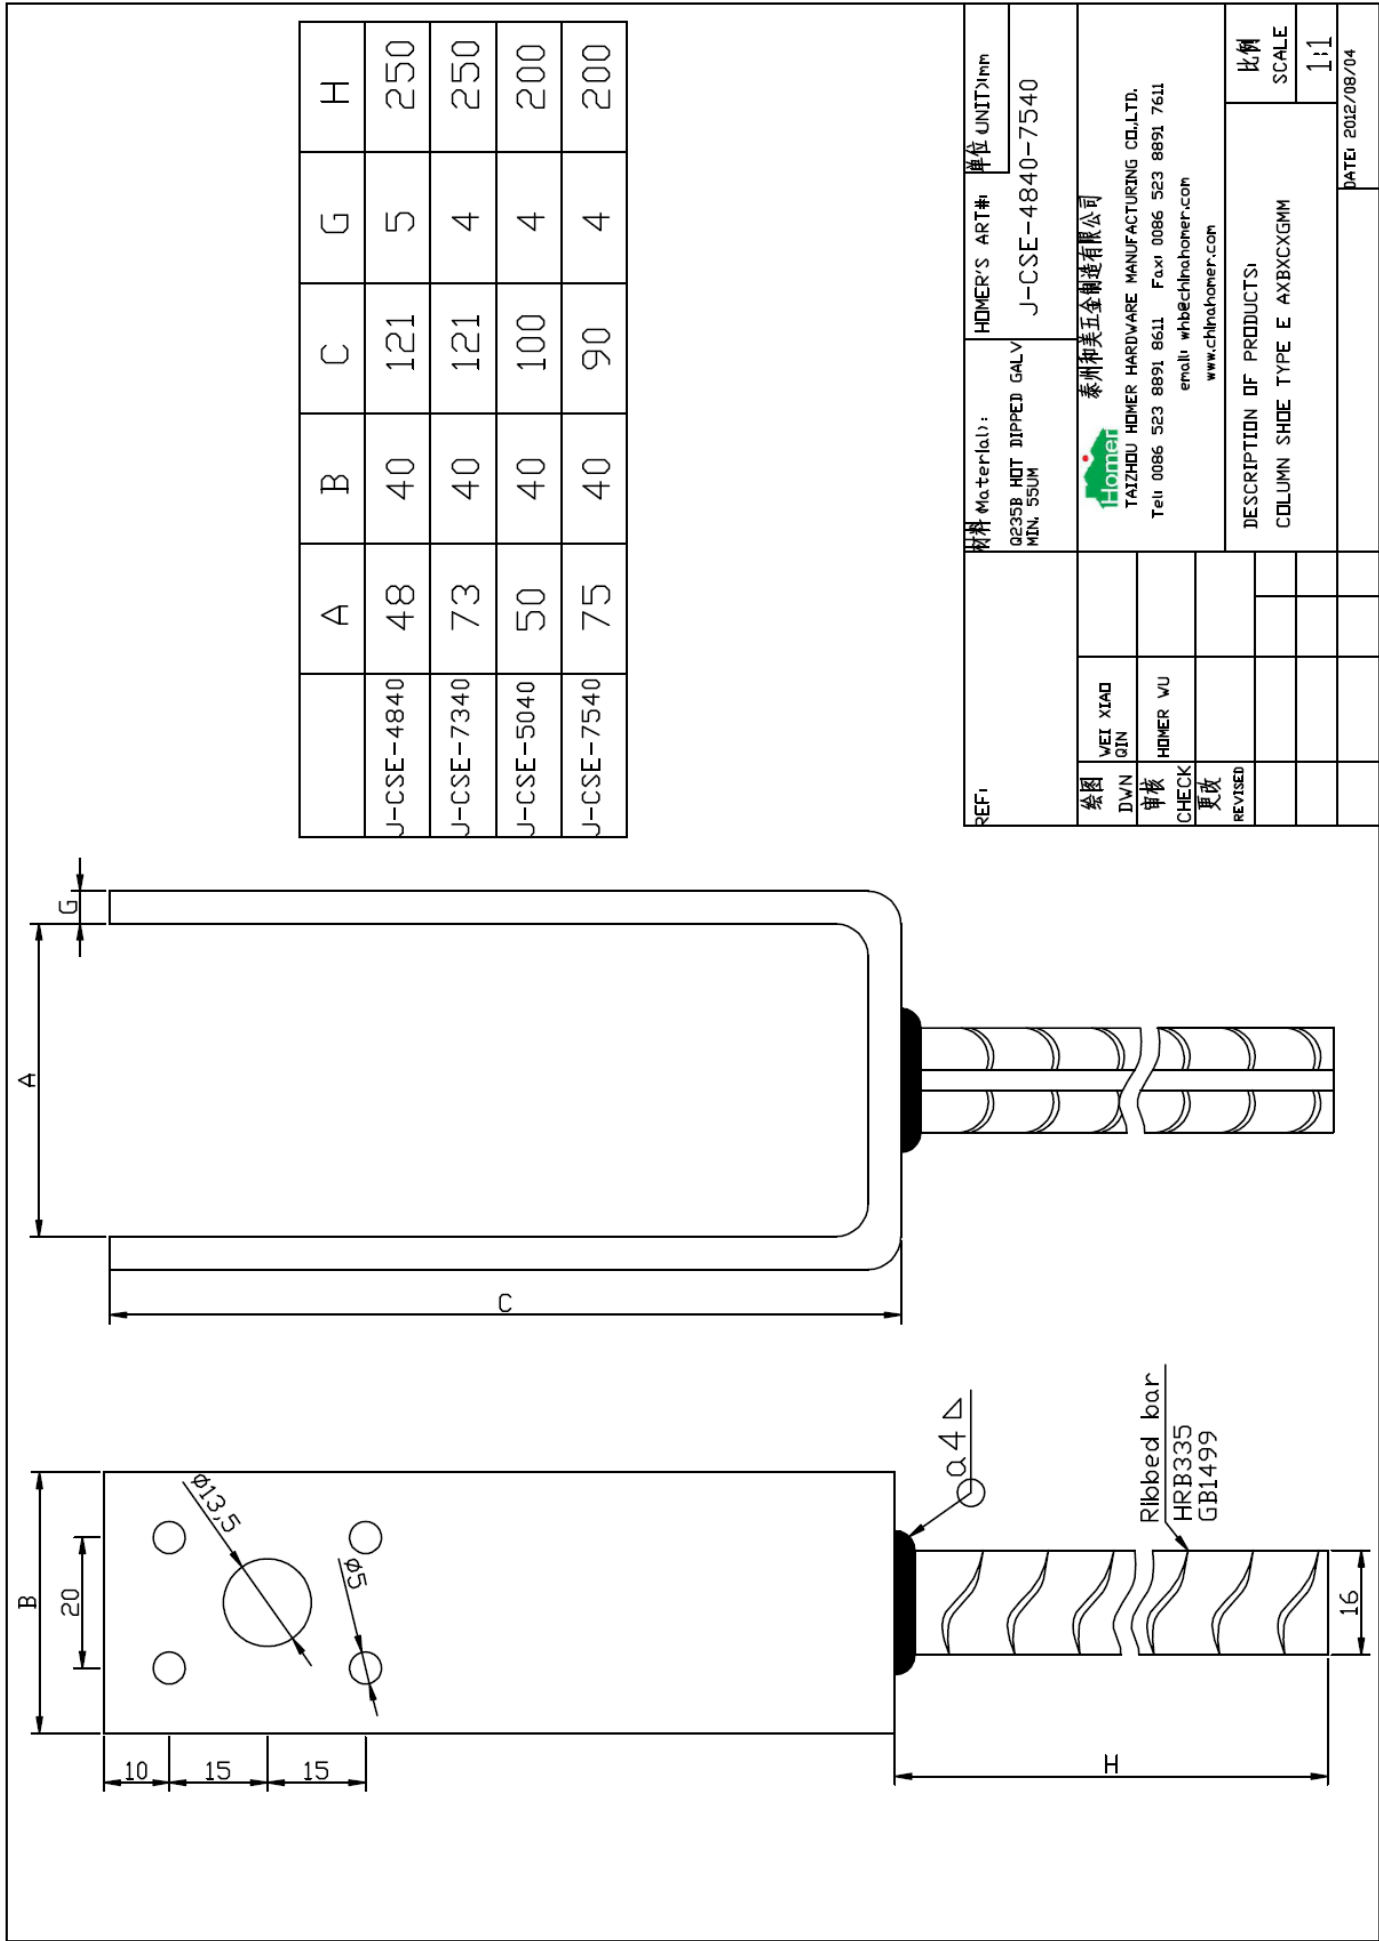 A
B
C
G
H
J-CSE-4840
48
40
121
5
250
J-CSE-7340
73
40
121
4
250
J-CSE-5040
50
40
100
4
200
J-CSE-7540
75
40
90
4
200
B
20
Ø13,5
Ø5
10
15
15
a4
Ribbed bar
HRB335
GB1499
16
H
A
G
C
REF:
材料(Material):
Q235B HOT DIPPED GALV
MIN. 55UM
HOMER'S ART#:
单位(UNIT):mm
J-CSE-4840-7540
绘图
DWN
WEI XIAO
QIN
审核
CHECK
HOMER WU
更改
REVISED
Homer
泰州和美五金制造有限公司
TAIZHOU HOMER HARDWARE MANUFACTURING CO.,LTD.
Tel: 0086 523 8891 8611 Fax: 0086 523 8891 7611
email: whb@chinahomer.com
www.chinahomer.com
DESCRIPTION OF PRODUCTS:
COLUMN SHOE TYPE E AXBXCXGMM
比例
SCALE
1:1
DATE: 2012/08/04